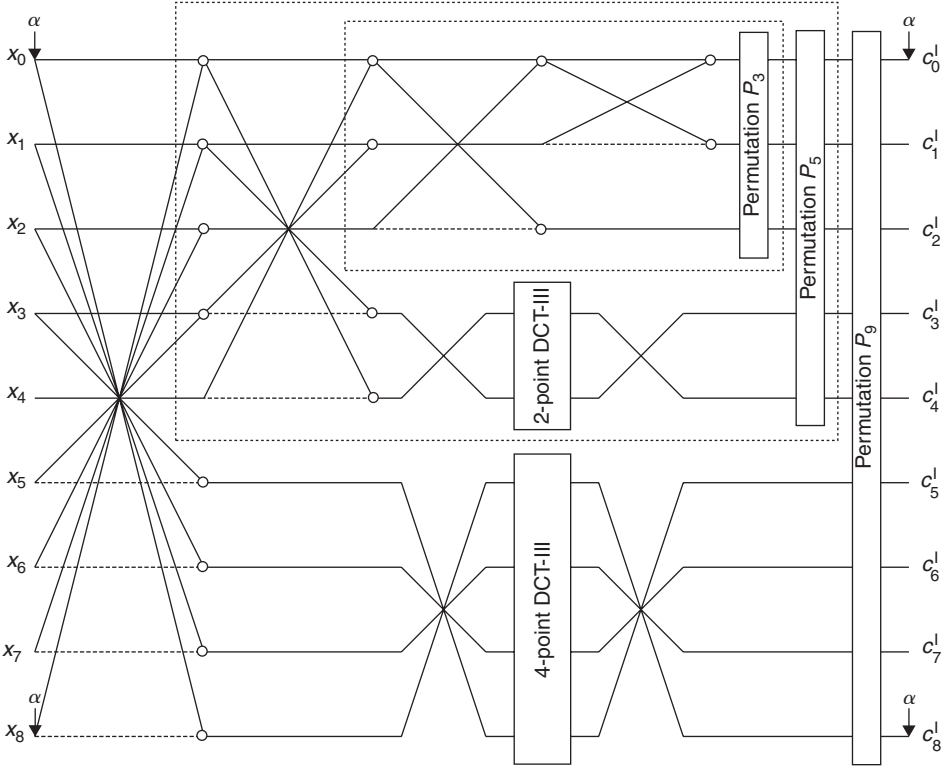 α α
x₀ c₀ᴵ
x₁ c₁ᴵ
x₂ c₂ᴵ
x₃ c₃ᴵ
x₄ c₄ᴵ
x₅ c₅ᴵ
x₆ c₆ᴵ
x₇ c₇ᴵ
α α
x₈ c₈ᴵ
2-point DCT-III
4-point DCT-III
Permutation P₃
Permutation P₅
Permutation P₉